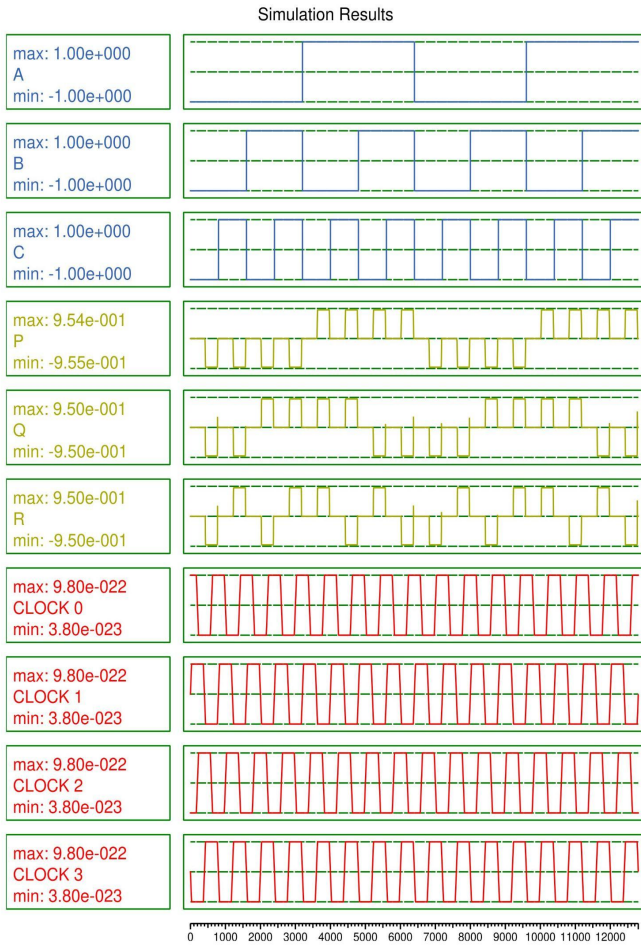 Simulation Results
max: 1.00e+000
A
min: -1.00e+000
max: 1.00e+000
B
min: -1.00e+000
max: 1.00e+000
C
min: -1.00e+000
max: 9.54e-001
P
min: -9.55e-001
max: 9.50e-001
Q
min: -9.50e-001
max: 9.50e-001
R
min: -9.50e-001
max: 9.80e-022
CLOCK 0
min: 3.80e-023
max: 9.80e-022
CLOCK 1
min: 3.80e-023
max: 9.80e-022
CLOCK 2
min: 3.80e-023
max: 9.80e-022
CLOCK 3
min: 3.80e-023
0 1000 2000 3000 4000 5000 6000 7000 8000 9000 10000 11000 12000